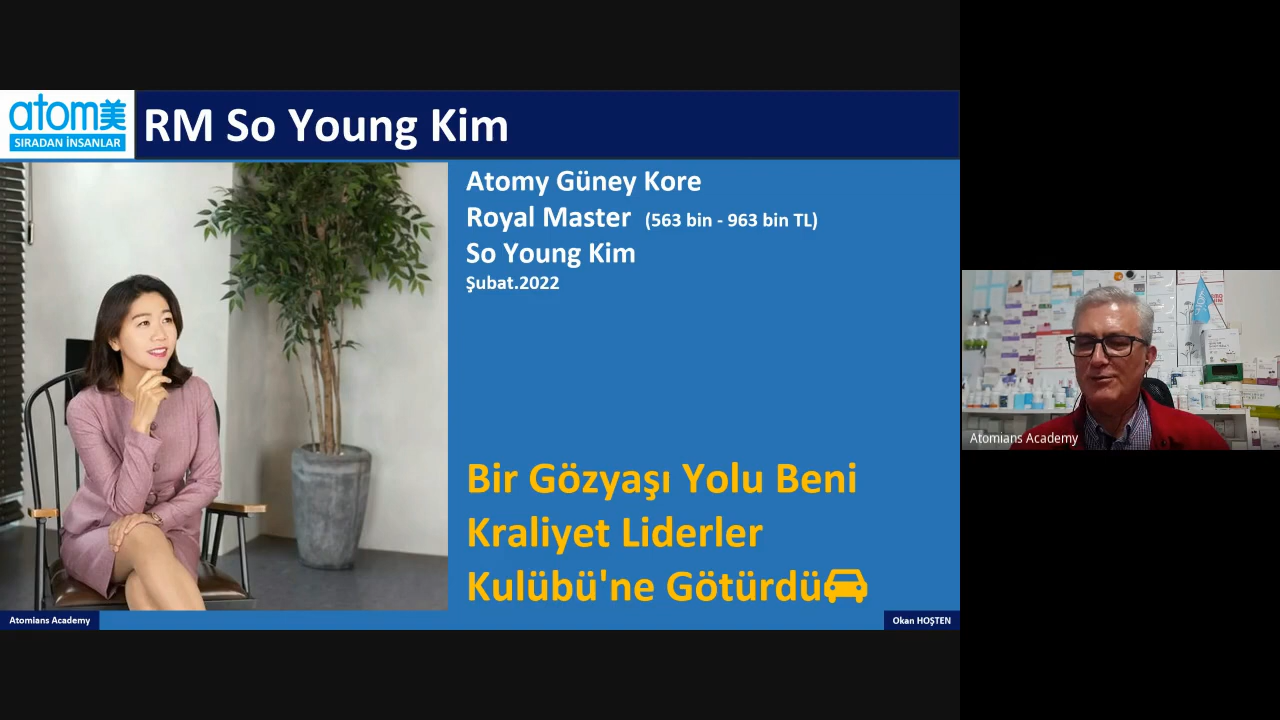 atom美
SIRADAN İNSANLAR
RM So Young Kim
Atomy Güney Kore
Royal Master (563 bin - 963 bin TL)
So Young Kim
Şubat.2022
Bir Gözyaşı Yolu Beni
Kraliyet Liderler
Kulübü'ne Götürdü
Atomians Academy
Okan HOŞTEN
Atomians Academy